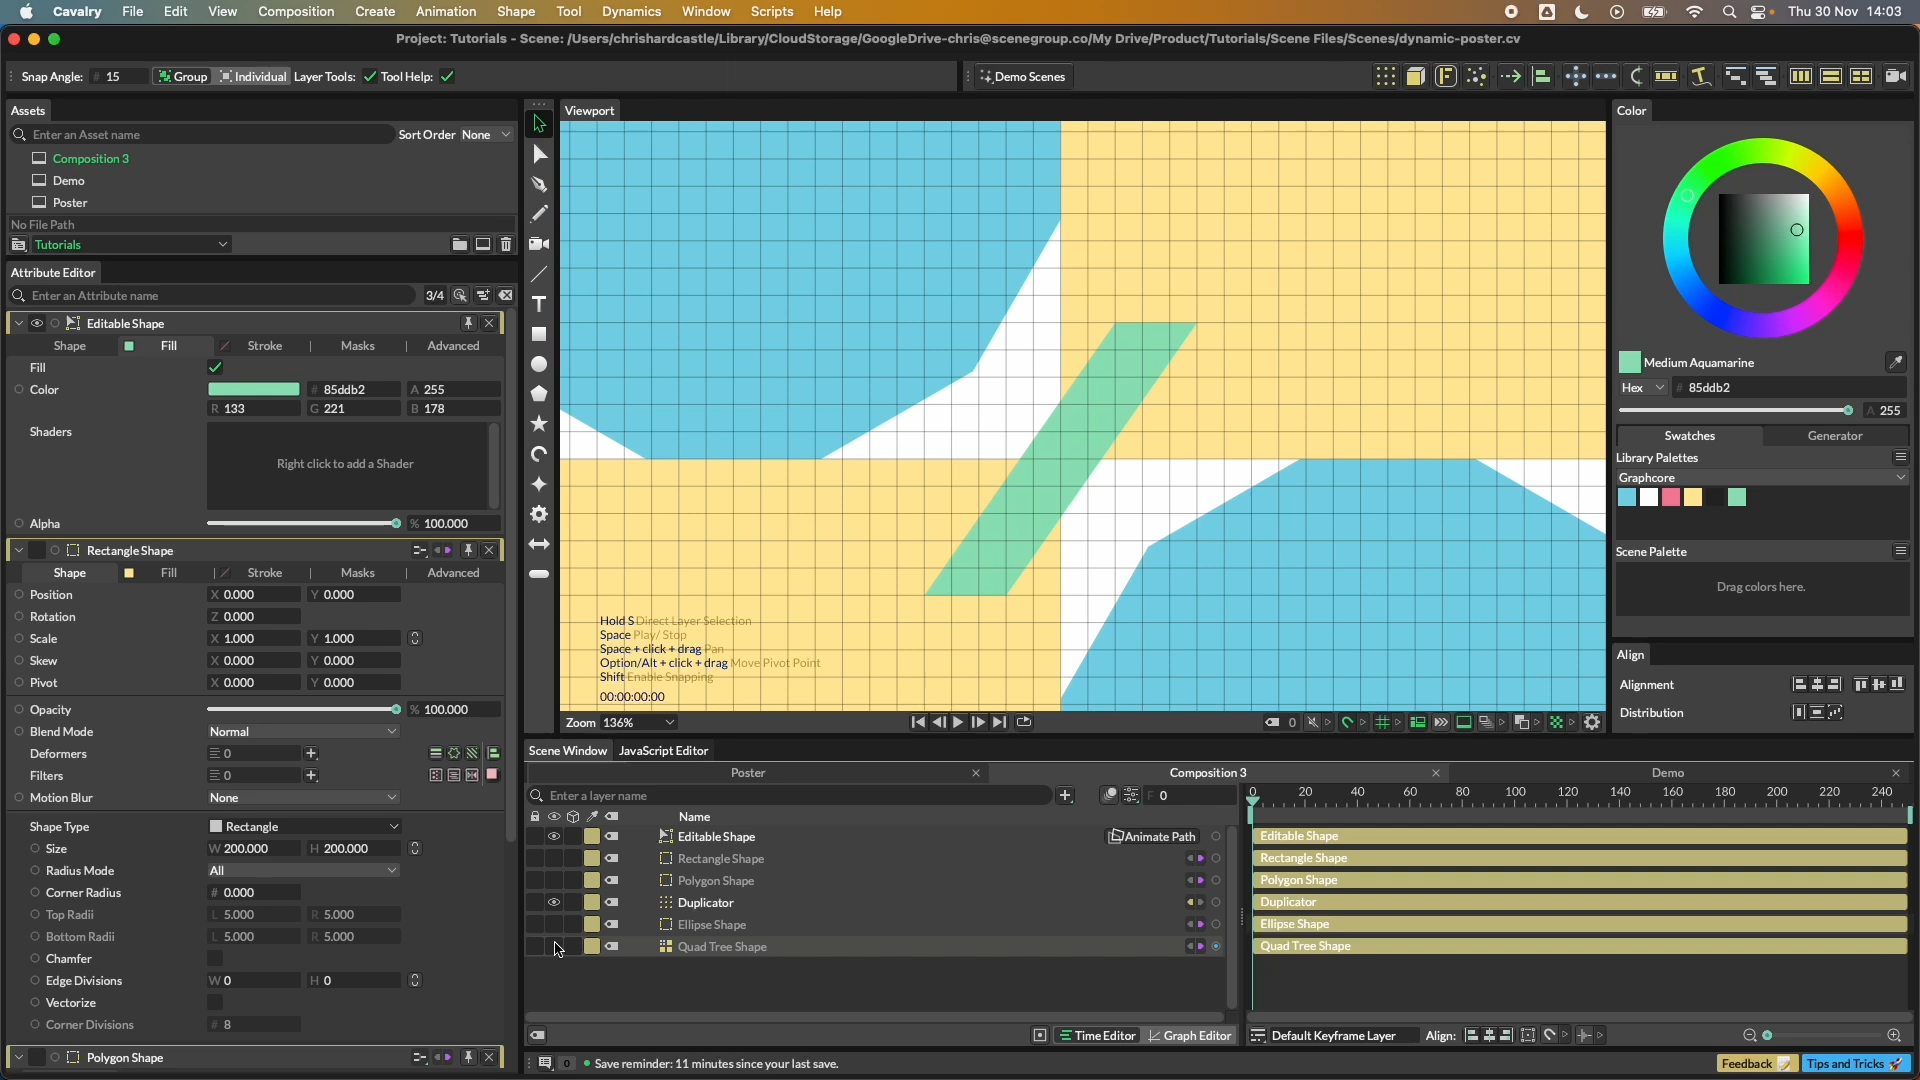 Cavalry File Edit View Composition Create Animation Shape Tool Dynamics Window Scripts Help Thu 30 Nov 14:03
Project: Tutorials - Scene: /Users/chrishardcastle/Library/CloudStorage/GoogleDrive-chris@scenegroup.co/My Drive/Product/Tutorials/Scene Files/Scenes/dynamic-poster.cv
Snap Angle: # 15 Group Individual Layer Tools: Tool Help: Demo Scenes
Assets
Enter an Asset name Sort Order None
Composition 3
Demo
Poster
No File Path
Tutorials
Attribute Editor
Enter an Attribute name 3/4
Editable Shape
Shape Fill Stroke Masks Advanced
Fill
Color # 85ddb2 A 255
R 133 G 221 B 178
Shaders
Right click to add a Shader
Alpha % 100.000
Rectangle Shape
Shape Fill Stroke Masks Advanced
Position X 0.000 Y 0.000
Rotation Z 0.000
Scale X 1.000 Y 1.000
Skew X 0.000 Y 0.000
Pivot X 0.000 Y 0.000
Opacity % 100.000
Blend Mode Normal
Deformers 0
Filters 0
Motion Blur None
Shape Type Rectangle
Size W 200.000 H 200.000
Radius Mode All
Corner Radius # 0.000
Top Radii L 5.000 R 5.000
Bottom Radii L 5.000 R 5.000
Chamfer
Edge Divisions W 0 H 0
Vectorize
Corner Divisions # 8
Polygon Shape
Viewport
Hold S Direct Layer Selection
Space Play/ Stop
Space + click + drag Pan
Option/Alt + click + drag Move Pivot Point
Shift Enable Snapping
00:00:00:00
Zoom 136% 0
Color
Medium Aquamarine
Hex # 85ddb2
A 255
Swatches Generator
Library Palettes
Graphcore
Scene Palette
Drag colors here.
Align
Alignment
Distribution
Scene Window JavaScript Editor
Poster Composition 3 Demo
Enter a layer name F 0 0 20 40 60 80 100 120 140 160 180 200 220 240
Name
Editable Shape Animate Path Editable Shape
Rectangle Shape Rectangle Shape
Polygon Shape Polygon Shape
Duplicator Duplicator
Ellipse Shape Ellipse Shape
Quad Tree Shape Quad Tree Shape
Time Editor Graph Editor Default Keyframe Layer Align:
0 Save reminder: 11 minutes since your last save. Feedback Tips and Tricks